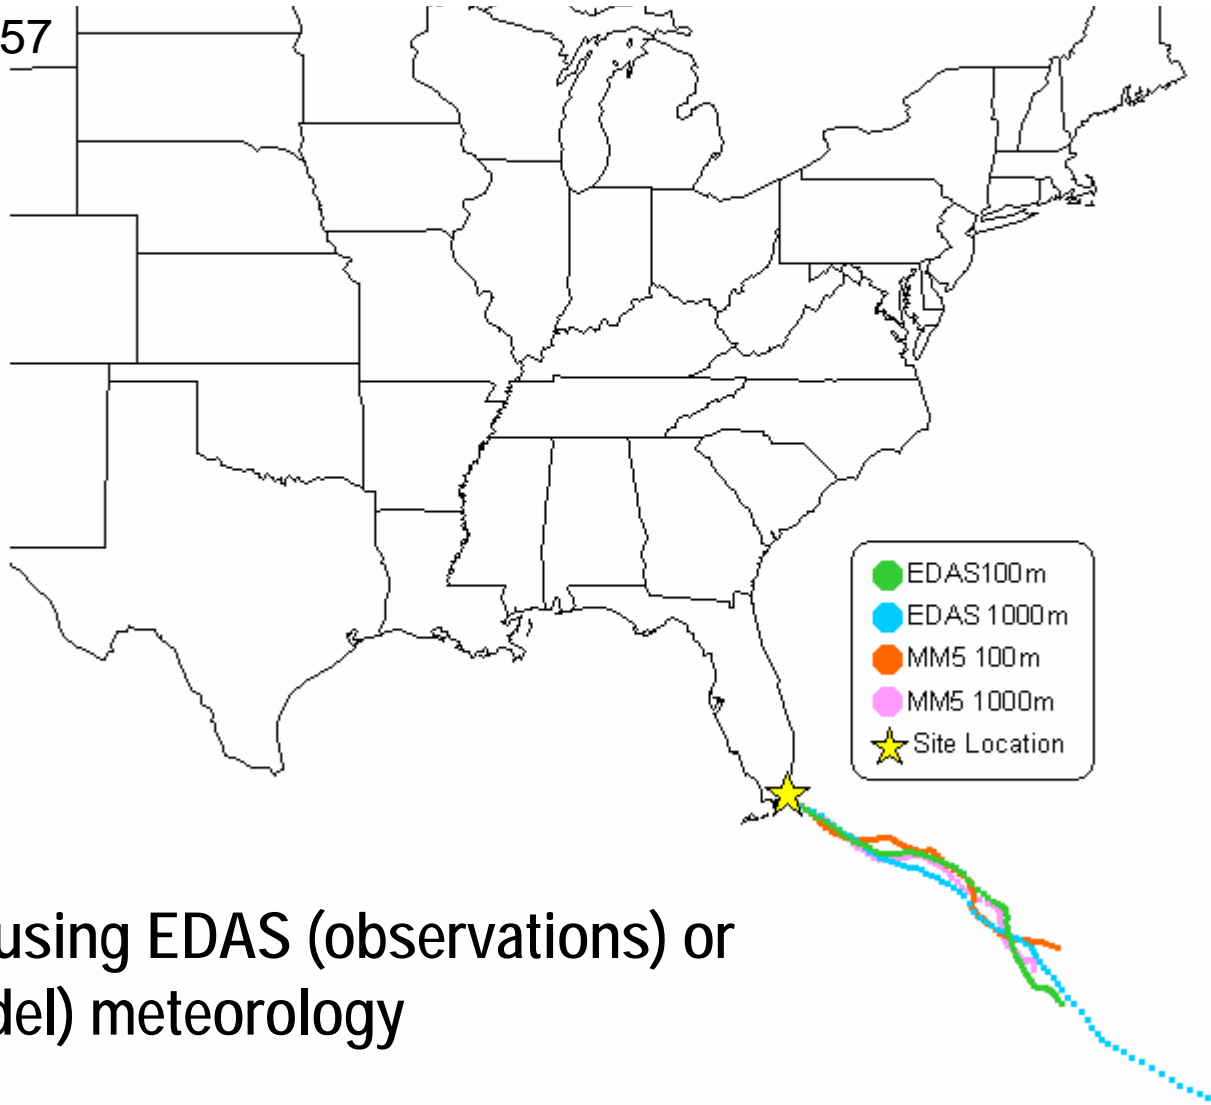 57
EDAS100m
EDAS 1000m
MM5 100m
MM5 1000m
Site Location
using EDAS (observations) or
del) meteorology